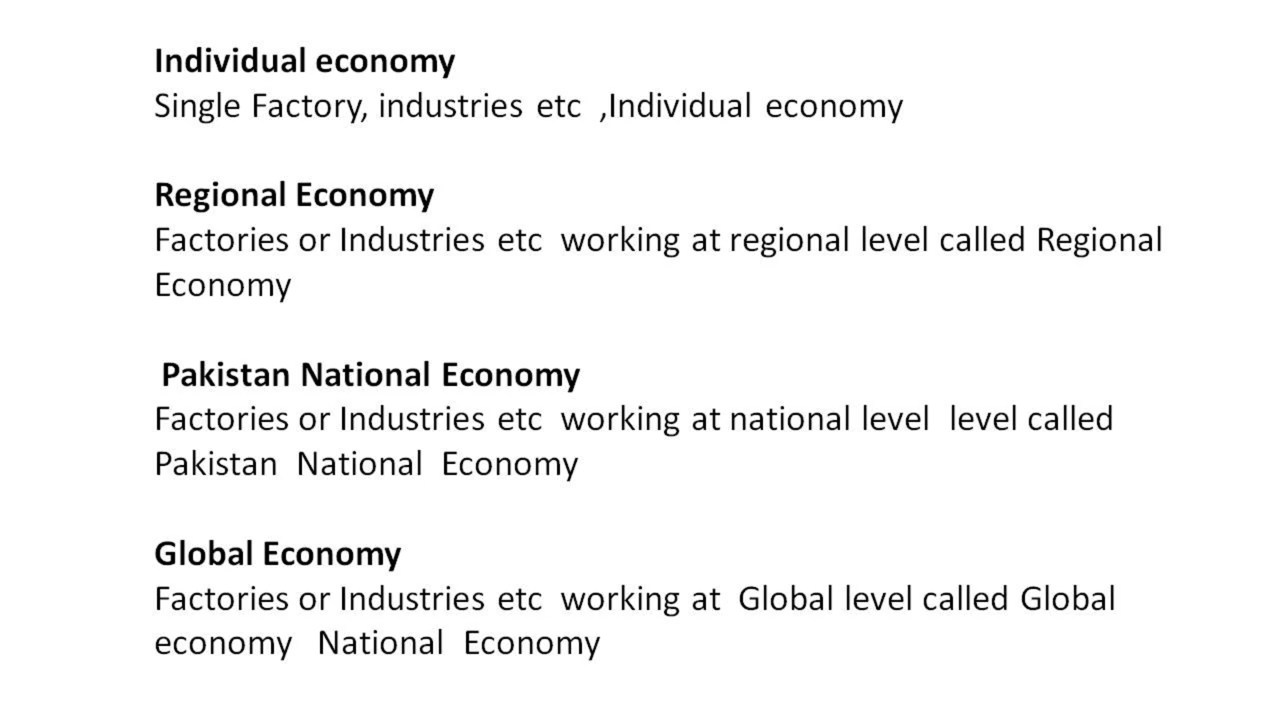 Individual economy
Single Factory, industries etc ,Individual economy
Regional Economy
Factories or Industries etc working at regional level called Regional
Economy
Pakistan National Economy
Factories or Industries etc working at national level level called
Pakistan National Economy
Global Economy
Factories or Industries etc working at Global level called Global
economy National Economy